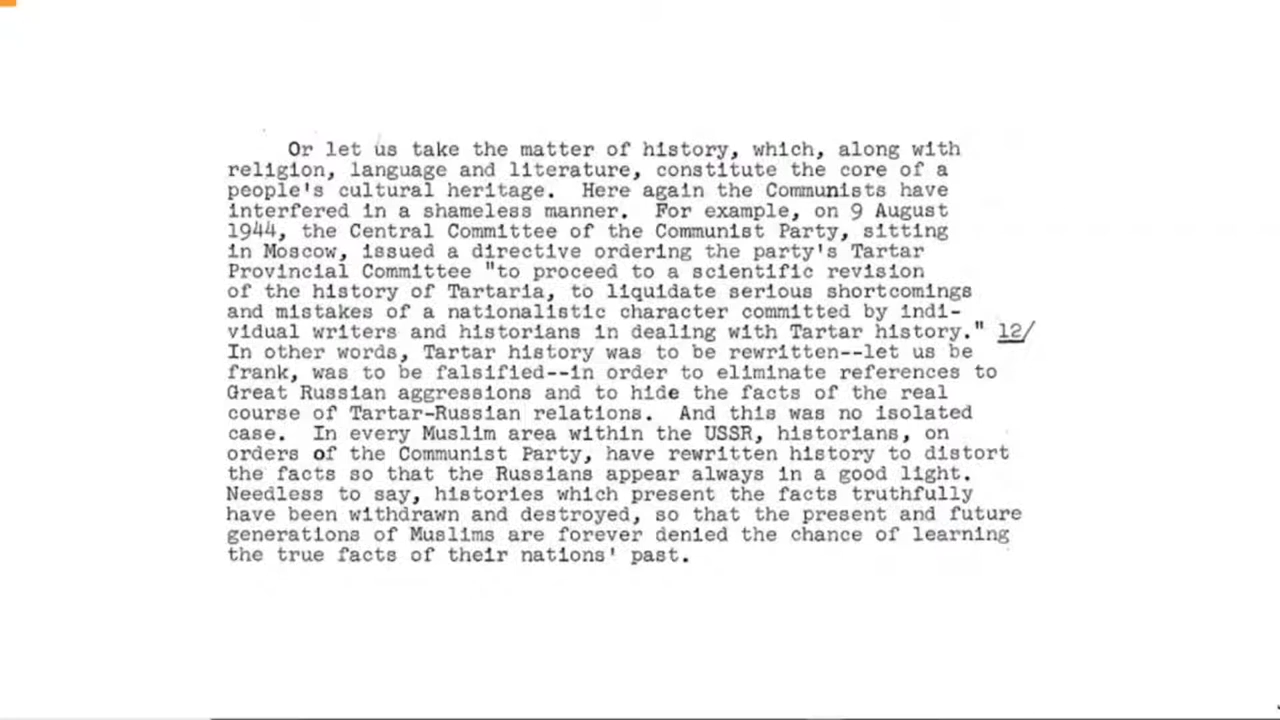 Or let us take the matter of history, which, along with
religion, language and literature, constitute the core of a
people's cultural heritage. Here again the Communists have
interfered in a shameless manner. For example, on 9 August
1944, the Central Committee of the Communist Party, sitting
in Moscow, issued a directive ordering the party's Tartar
Provincial Committee "to proceed to a scientific revision
of the history of Tartaria, to liquidate serious shortcomings
and mistakes of a nationalistic character committed by indi-
vidual writers and historians in dealing with Tartar history." 12/
In other words, Tartar history was to be rewritten--let us be
frank, was to be falsified--in order to eliminate references to
Great Russian aggressions and to hide the facts of the real
course of Tartar-Russian relations. And this was no isolated
case. In every Muslim area within the USSR, historians, on
orders of the Communist Party, have rewritten history to distort
the facts so that the Russians appear always in a good light.
Needless to say, histories which present the facts truthfully
have been withdrawn and destroyed, so that the present and future
generations of Muslims are forever denied the chance of learning
the true facts of their nations' past.